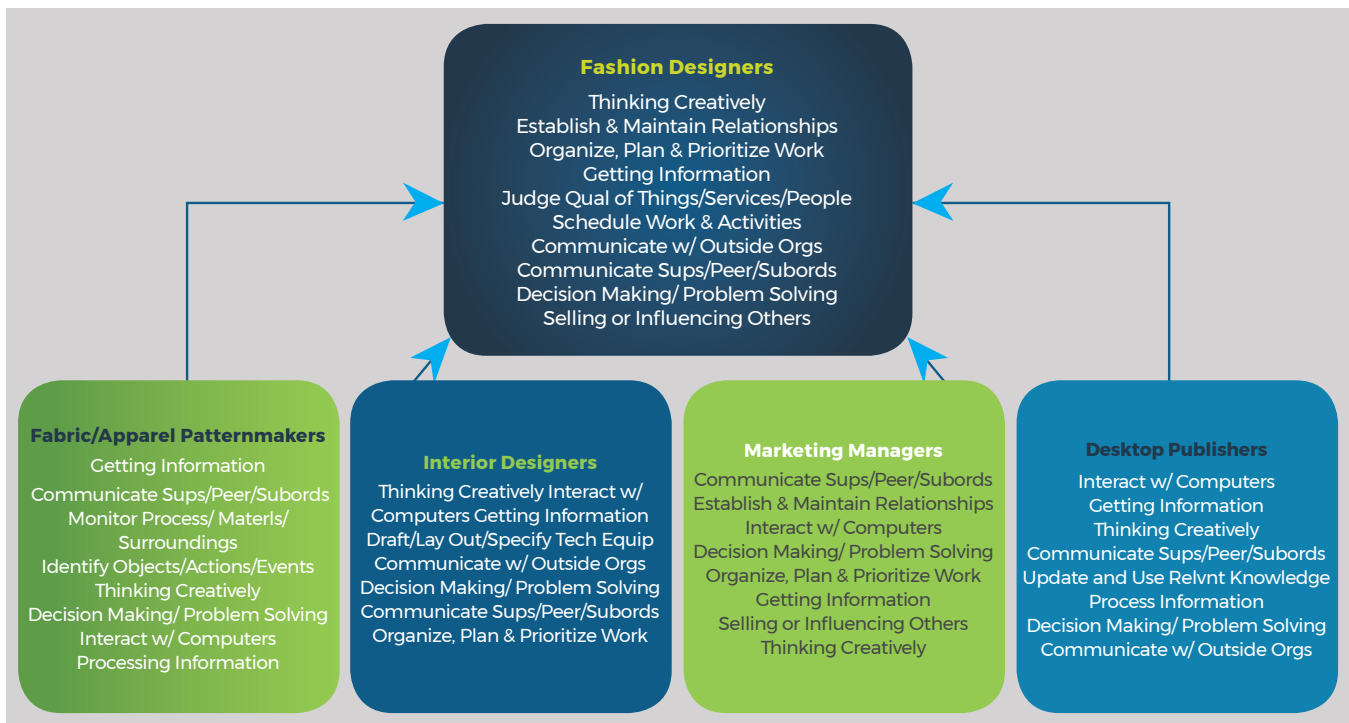 Fashion Designers
Thinking Creatively
Establish & Maintain Relationships
Organize, Plan & Prioritize Work
Getting Information
Judge Qual of Things/Services/People
Schedule Work & Activities
Communicate w/ Outside Orgs
Communicate Sups/Peer/Subords
Decision Making/ Problem Solving
Selling or Influencing Others
Fabric/Apparel Patternmakers
Getting Information
Communicate Sups/Peer/Subords
Monitor Process/ Materls/
Surroundings
Identify Objects/Actions/Events
Thinking Creatively
Decision Making/ Problem Solving
Interact w/ Computers
Processing Information
Interior Designers
Thinking Creatively Interact w/
Computers Getting Information
Draft/Lay Out/Specify Tech Equip
Communicate w/ Outside Orgs
Decision Making/ Problem Solving
Communicate Sups/Peer/Subords
Organize, Plan & Prioritize Work
Marketing Managers
Communicate Sups/Peer/Subords
Establish & Maintain Relationships
Interact w/ Computers
Decision Making/ Problem Solving
Organize, Plan & Prioritize Work
Getting Information
Selling or Influencing Others
Thinking Creatively
Desktop Publishers
Interact w/ Computers
Getting Information
Thinking Creatively
Communicate Sups/Peer/Subords
Update and Use Relvnt Knowledge
Process Information
Decision Making/ Problem Solving
Communicate w/ Outside Orgs